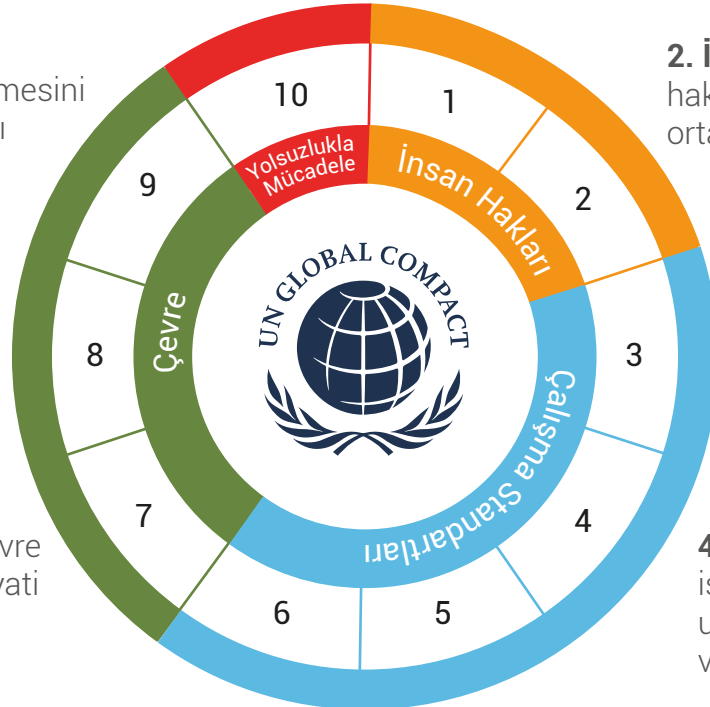 2. İ
hak
orta
mesini
ı
10
1
9
2
8
3
7
4
6
5
Yolsuzlukla
Mücadele
İnsan Hakları
Çevre
Çalışma Standartları
UN GLOBAL COMPACT
vre
yati
4
is
u
v